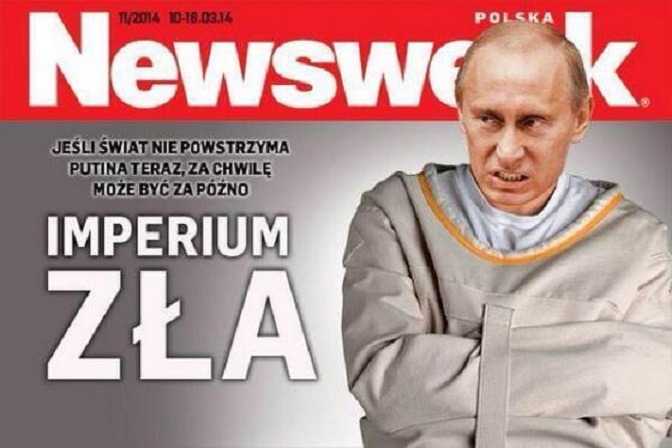 11/2014 10-16.03.14
POLSKA
Newsweek®
JEŚLI ŚWIAT NIE POWSTRZYMA
PUTINA TERAZ, ZA CHWILĘ
MOŻE BYĆ ZA PÓŹNO
IMPERIUM
ZŁA